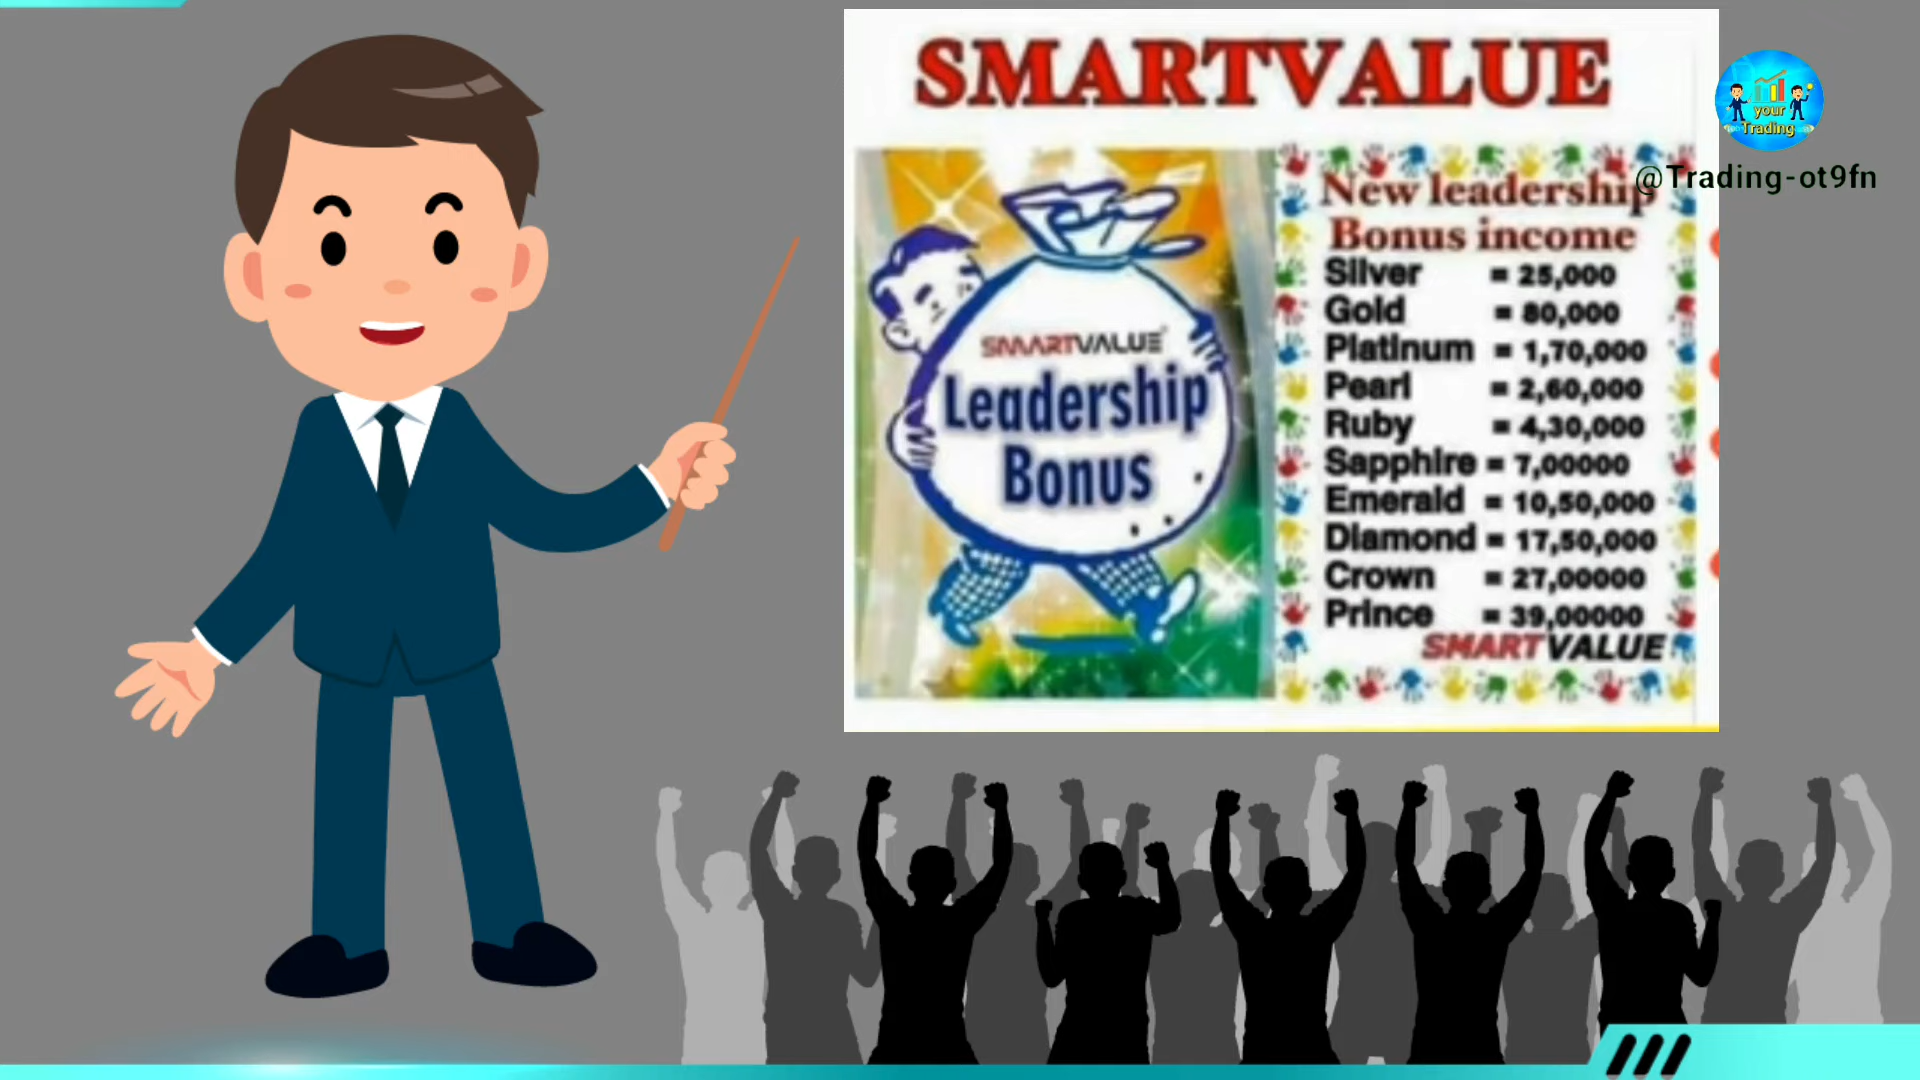 SMARTVALUE
your
Trading
@Trading-ot9fn
SMARTVALUE
Leadership
Bonus
New leadership
Bonus income
Silver = 25,000
Gold = 80,000
Platinum = 1,70,000
Pearl = 2,60,000
Ruby = 4,30,000
Sapphire = 7,00000
Emerald = 10,50,000
Diamond = 17,50,000
Crown = 27,00000
Prince = 39,00000
SMART VALUE